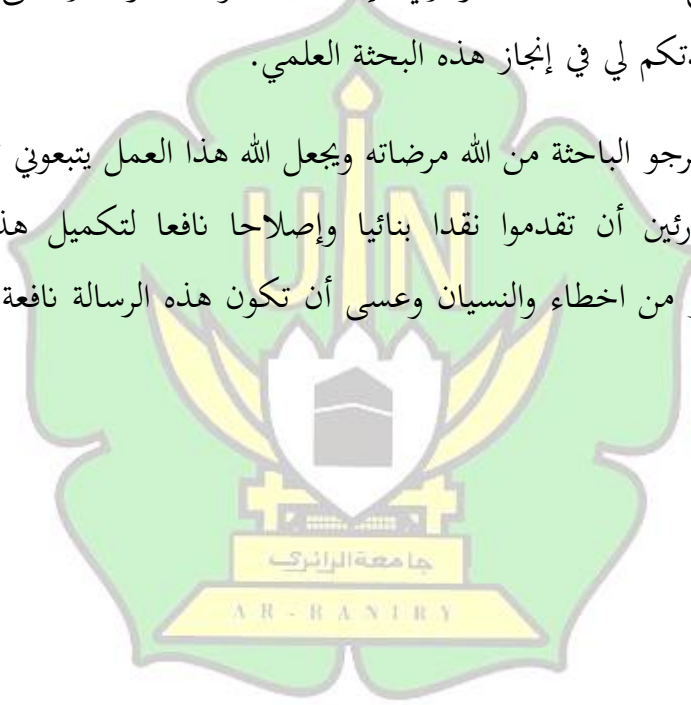 دتكم لي في إنجاز هذه البحثة العلمي.
رجو الباحثة من الله مرضاته ويجعل الله هذا العمل يتبعوني
رئين أن تقدموا نقدا بنائيا وإصلاحا نافعا لتكميل هذ
من اخطاء والنسيان وعسى أن تكون هذه الرسالة نافعة
UIN
جامعة الرانري
AR-RANIRY